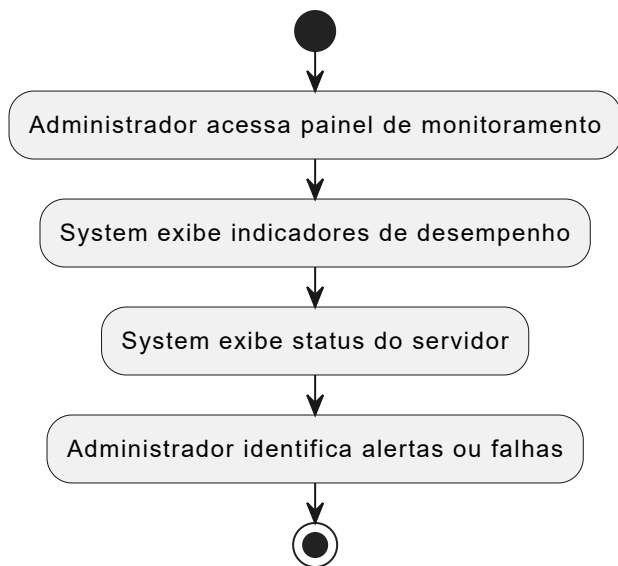 Administrador acessa painel de monitoramento
System exibe indicadores de desempenho
System exibe status do servidor
Administrador identifica alertas ou falhas